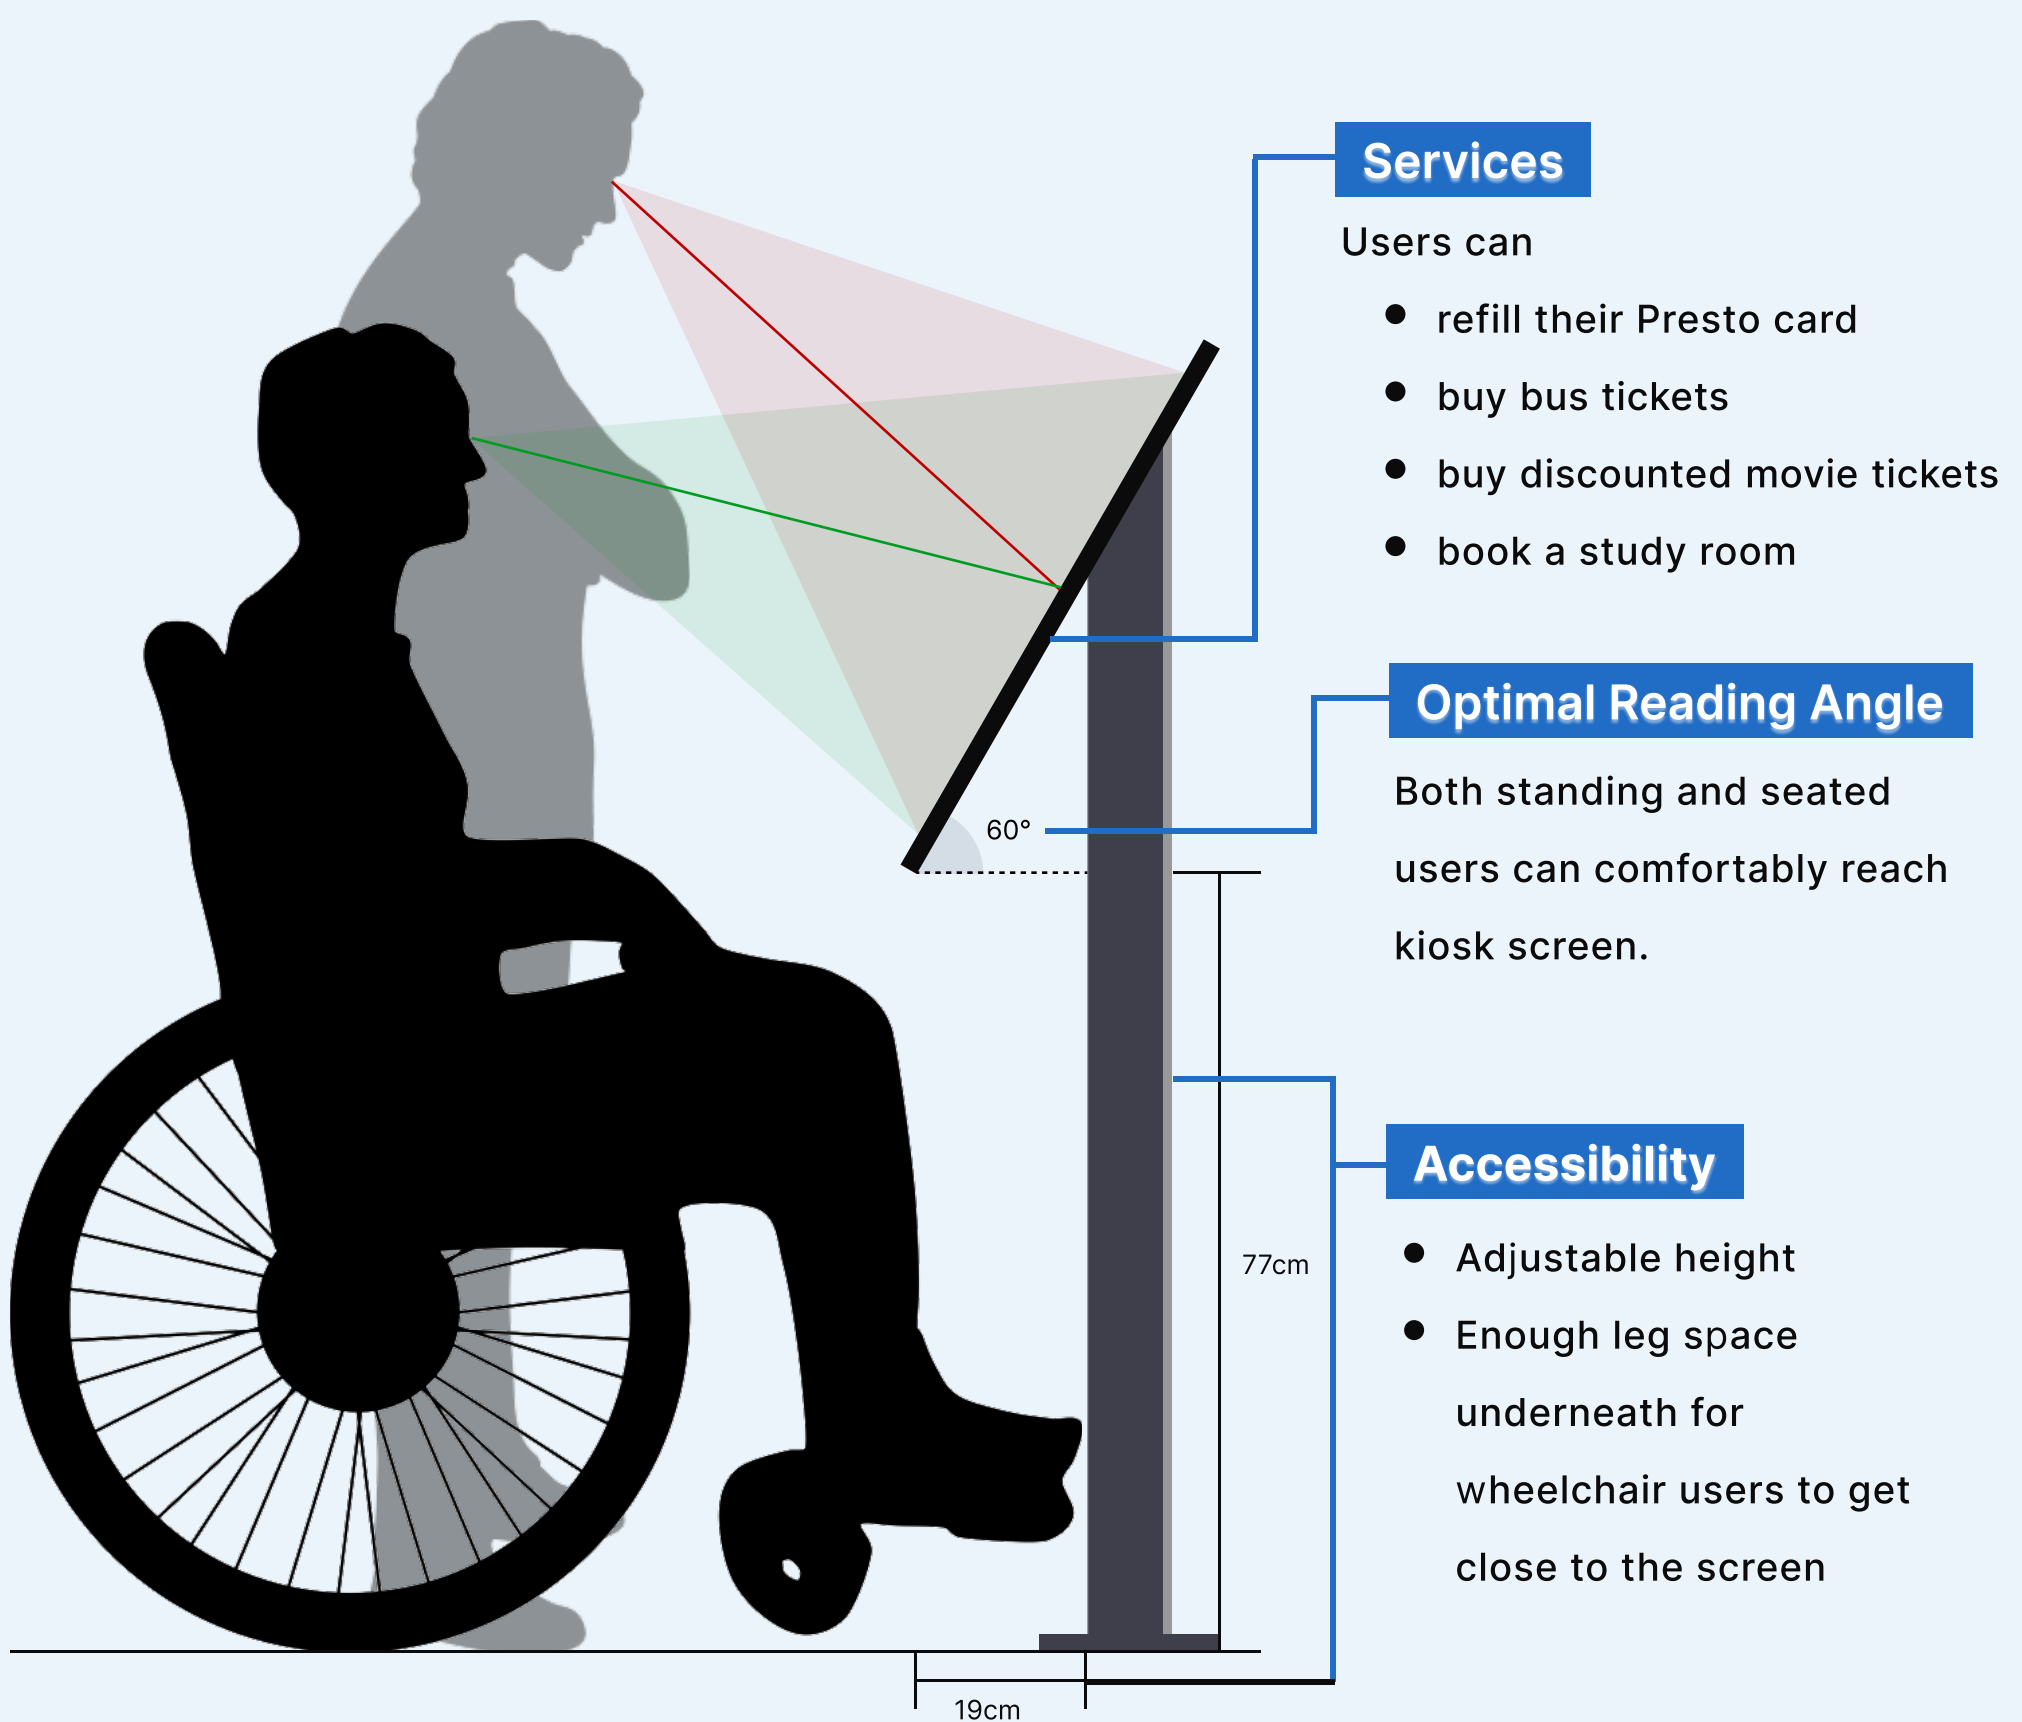 Services
Users can
● refill their Presto card
● buy bus tickets
● buy discounted movie tickets
● book a study room
Optimal Reading Angle
Both standing and seated
users can comfortably reach
kiosk screen.
60°
Accessibility
● Adjustable height
● Enough leg space
underneath for
wheelchair users to get
close to the screen
77cm
19cm